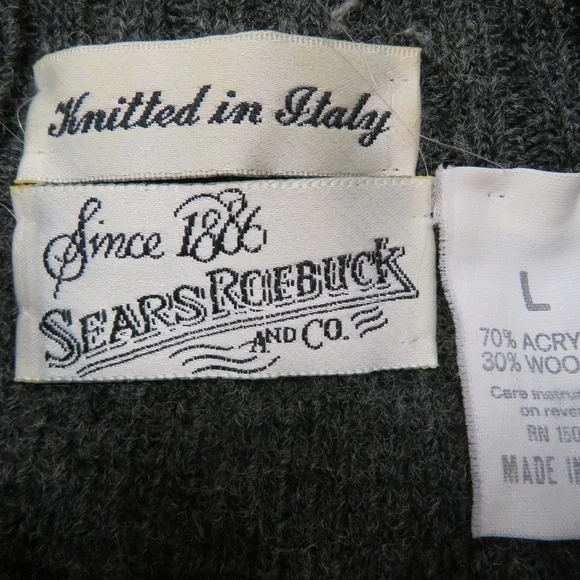 Knitted in Italy
Since 1886
SEARS ROEBUCK
AND CO.
L
70% ACRY
30% WOO
Care instru
on rever
RN 150
MADE IN